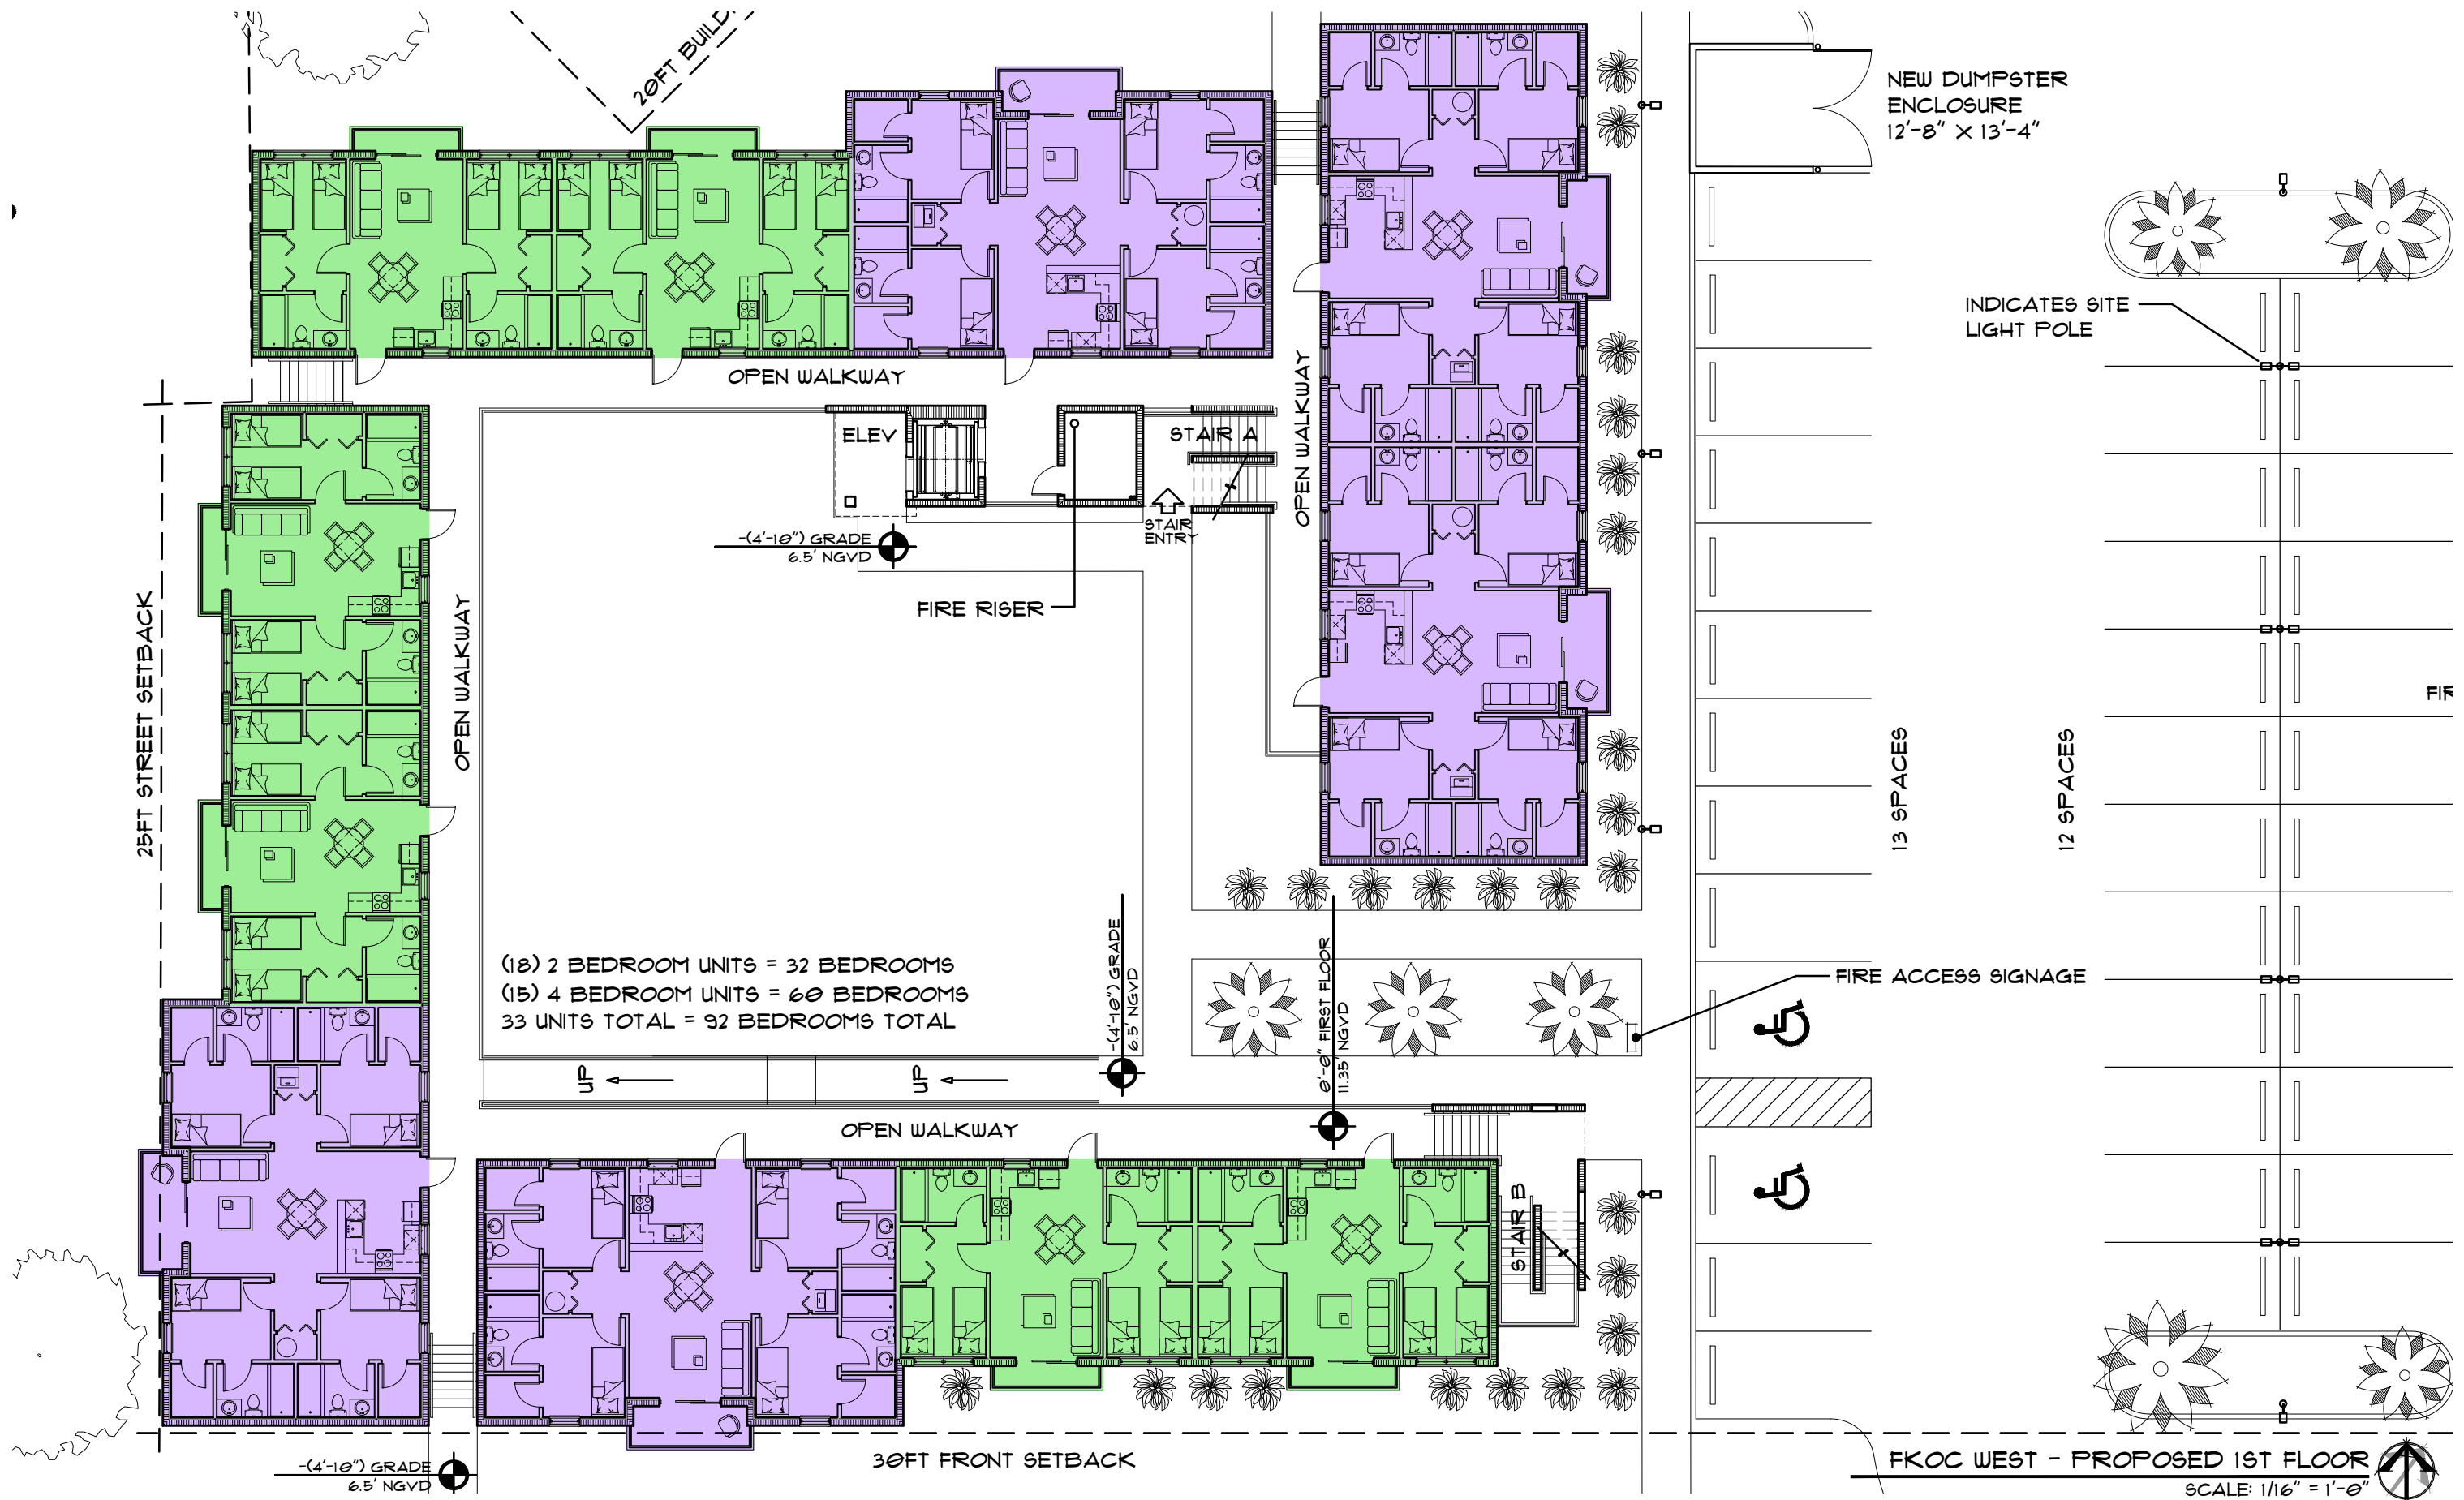 20FT BUILD
NEW DUMPSTER
ENCLOSURE
12'-8" X 13'-4"
INDICATES SITE
LIGHT POLE
OPEN WALKWAY
ELEV
STAIR A
OPEN WALKWAY
STAIR
ENTRY
-(4'-10") GRADE
6.5' NGVD
FIRE RISER
25FT STREET SETBACK
OPEN WALKWAY
FIR
13 SPACES
12 SPACES
(18) 2 BEDROOM UNITS = 32 BEDROOMS
(15) 4 BEDROOM UNITS = 60 BEDROOMS
33 UNITS TOTAL = 92 BEDROOMS TOTAL
-(4'-10") GRADE
6.5' NGVD
0'-0" FIRST FLOOR
11.35' NGVD
FIRE ACCESS SIGNAGE
UP
UP
OPEN WALKWAY
STAIR B
30FT FRONT SETBACK
-(4'-10") GRADE
6.5' NGVD
FKOC WEST - PROPOSED 1ST FLOOR
SCALE: 1/16" = 1'-0"